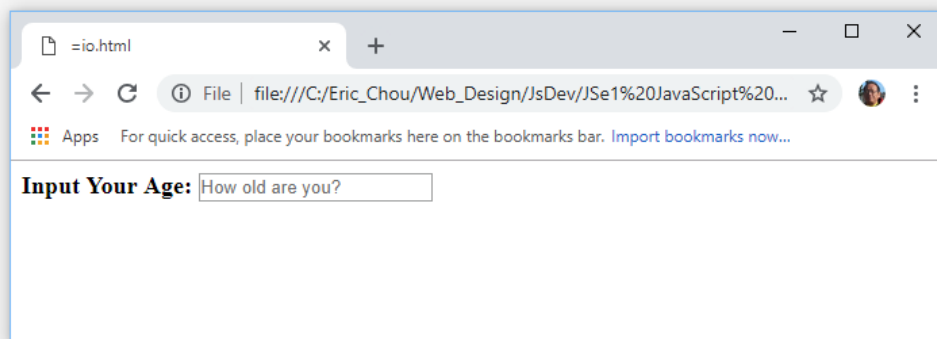 =io.html
File file:///C:/Eric_Chou/Web_Design/JsDev/JSe1%20JavaScript%20...
Apps For quick access, place your bookmarks here on the bookmarks bar. Import bookmarks now...
Input Your Age: How old are you?